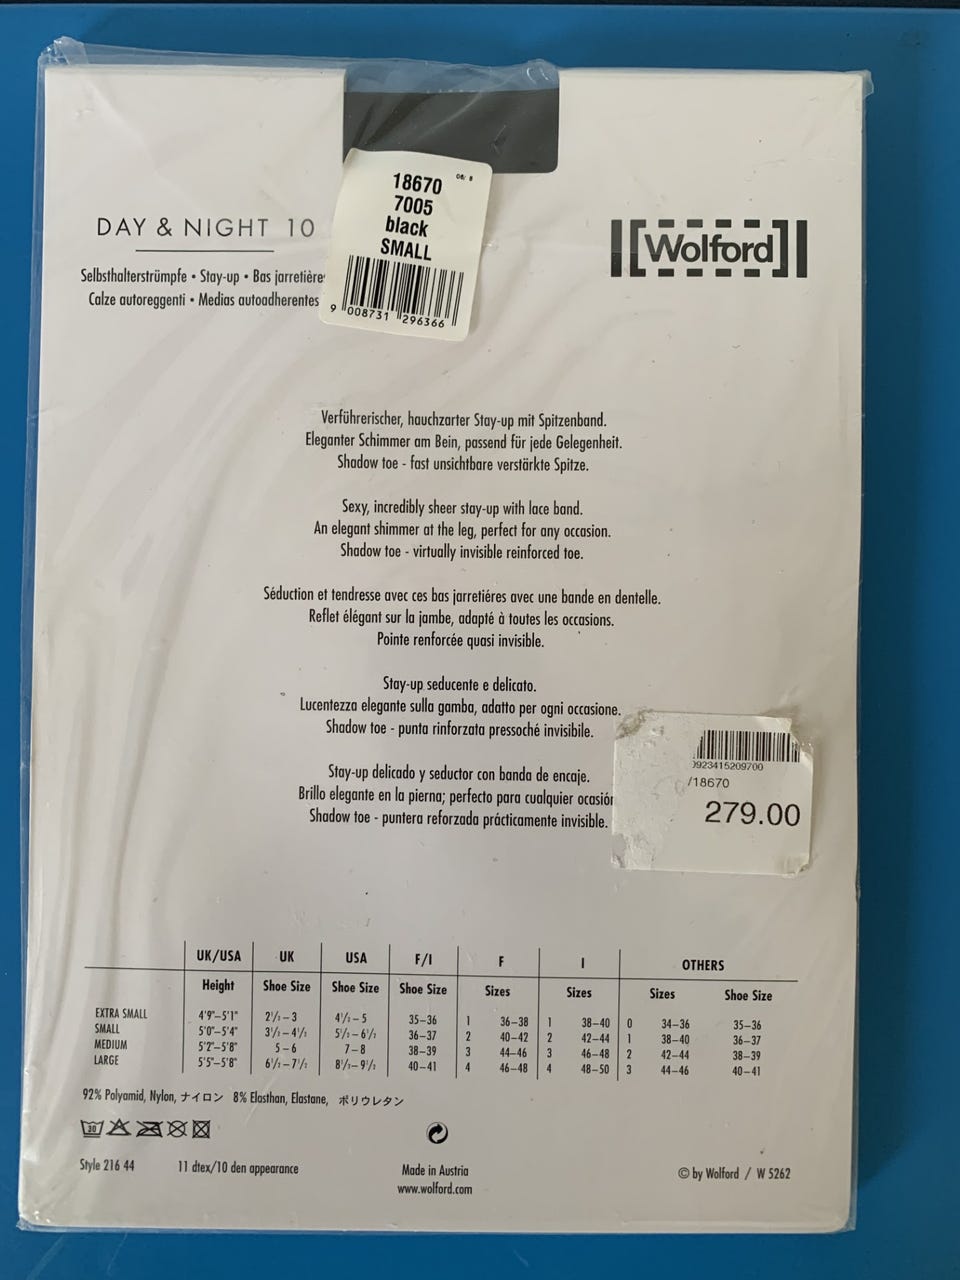 18670 06/ 8
7005
black
SMALL
9 008731 296366
DAY & NIGHT 10
Selbsthalterstrümpfe • Stay-up • Bas jarretière
Calze autoreggenti • Medias autoadherentes
[Wolford]
Verführerischer, hauchzarter Stay-up mit Spitzenband.
Eleganter Schimmer am Bein, passend für jede Gelegenheit.
Shadow toe - fast unsichtbare verstärkte Spitze.
Sexy, incredibly sheer stay-up with lace band.
An elegant shimmer at the leg, perfect for any occasion.
Shadow toe - virtually invisible reinforced toe.
Séduction et tendresse avec ces bas jarretiéres avec une bande en dentelle.
Reflet élégant sur la jambe, adapté à toutes les occasions.
Pointe renforcée quasi invisible.
Stay-up seducente e delicato.
Lucentezza elegante sulla gamba, adatto per ogni occasione.
Shadow toe - punta rinforzata pressoché invisibile.
Stay-up delicado y seductor con banda de encaje.
Brillo elegante en la pierna; perfecto para cualquier ocasión
Shadow toe - puntera reforzada prácticamente invisible.
0923415209700
/18670
279.00
UK/USA UK USA F/I F I OTHERS
Height Shoe Size Shoe Size Shoe Size Sizes Sizes Sizes Shoe Size
EXTRA SMALL 4'9"–5'1" 2½–3 4½–5 35–36 1 36–38 1 38–40 0 34–36 35–36
SMALL 5'0"–5'4" 3½–4½ 5½–6½ 36–37 2 40–42 2 42–44 1 38–40 36–37
MEDIUM 5'2"–5'8" 5–6 7–8 38–39 3 44–46 3 46–48 2 42–44 38–39
LARGE 5'5"–5'8" 6½–7½ 8½–9½ 40–41 4 46–48 4 48–50 3 44–46 40–41
92% Polyamid, Nylon, ナイロン 8% Elasthan, Elastane, ポリウレタン
30
Style 216 44 11 dtex/10 den appearance
Made in Austria
www.wolford.com
© by Wolford / W 5262